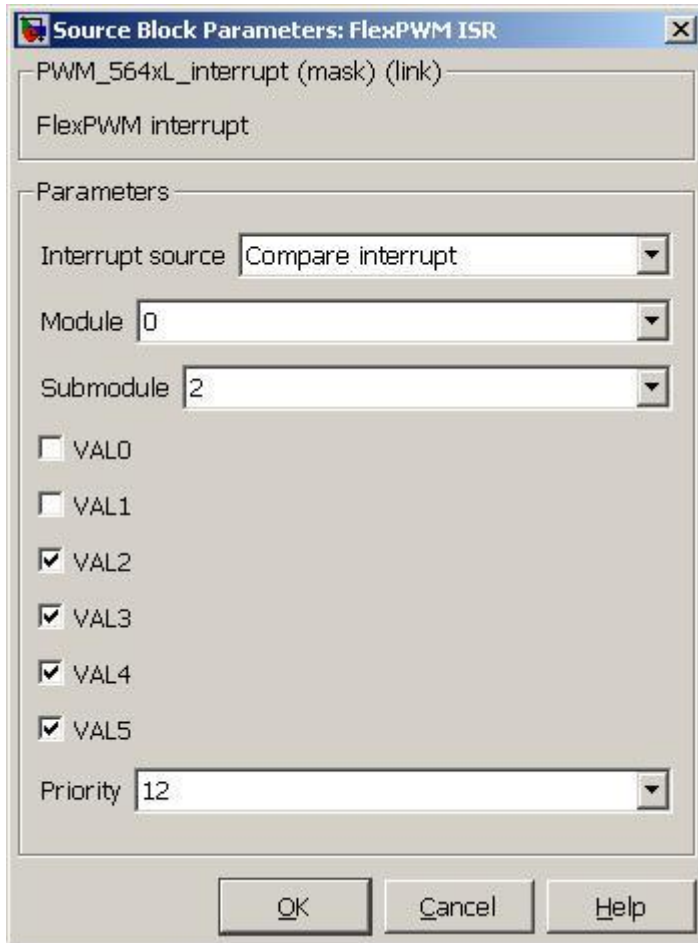 Source Block Parameters: FlexPWM ISR
PWM_564xL_interrupt (mask) (link)
FlexPWM interrupt
Parameters
Interrupt source Compare interrupt
Module 0
Submodule 2
VAL0
VAL1
VAL2
VAL3
VAL4
VAL5
Priority 12
OK Cancel Help